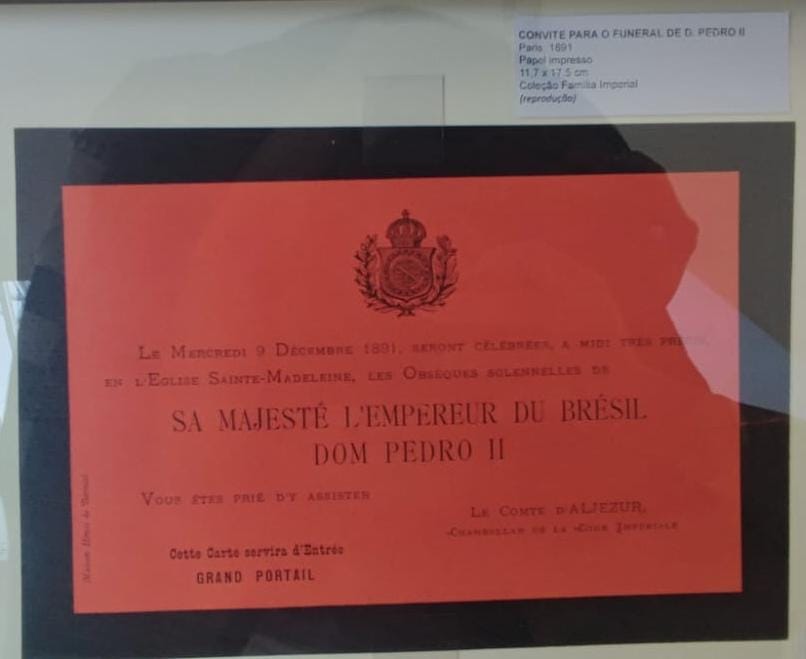 CONVITE PARA O FUNERAL DE D. PEDRO II
Paris, 1891
Papel impresso
11,7 x 17,5 cm
Coleção Família Imperial
(reprodução)
Le Mercredi 9 Décembre 1891, seront célébrées, a midi très précis,
en l'Eglise Sainte-Madeleine, les Obsèques solennelles de
SA MAJESTÉ L'EMPEREUR DU BRÉSIL
DOM PEDRO II
Vous êtes prié d'y assister
Le Comte d'ALJEZUR,
Chambellan de la Cour Impériale
Cette Carte servira d'Entrée
GRAND PORTAIL
Maison Henri de